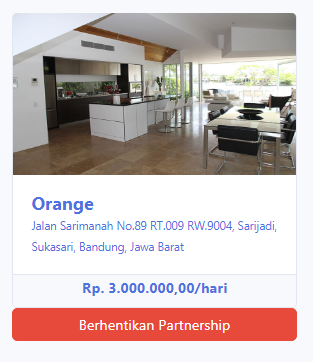 Orange
Jalan Sarimanah No.89 RT.009 RW.9004, Sarijadi,
Sukasari, Bandung, Jawa Barat
Rp. 3.000.000,00/hari
Berhentikan Partnership